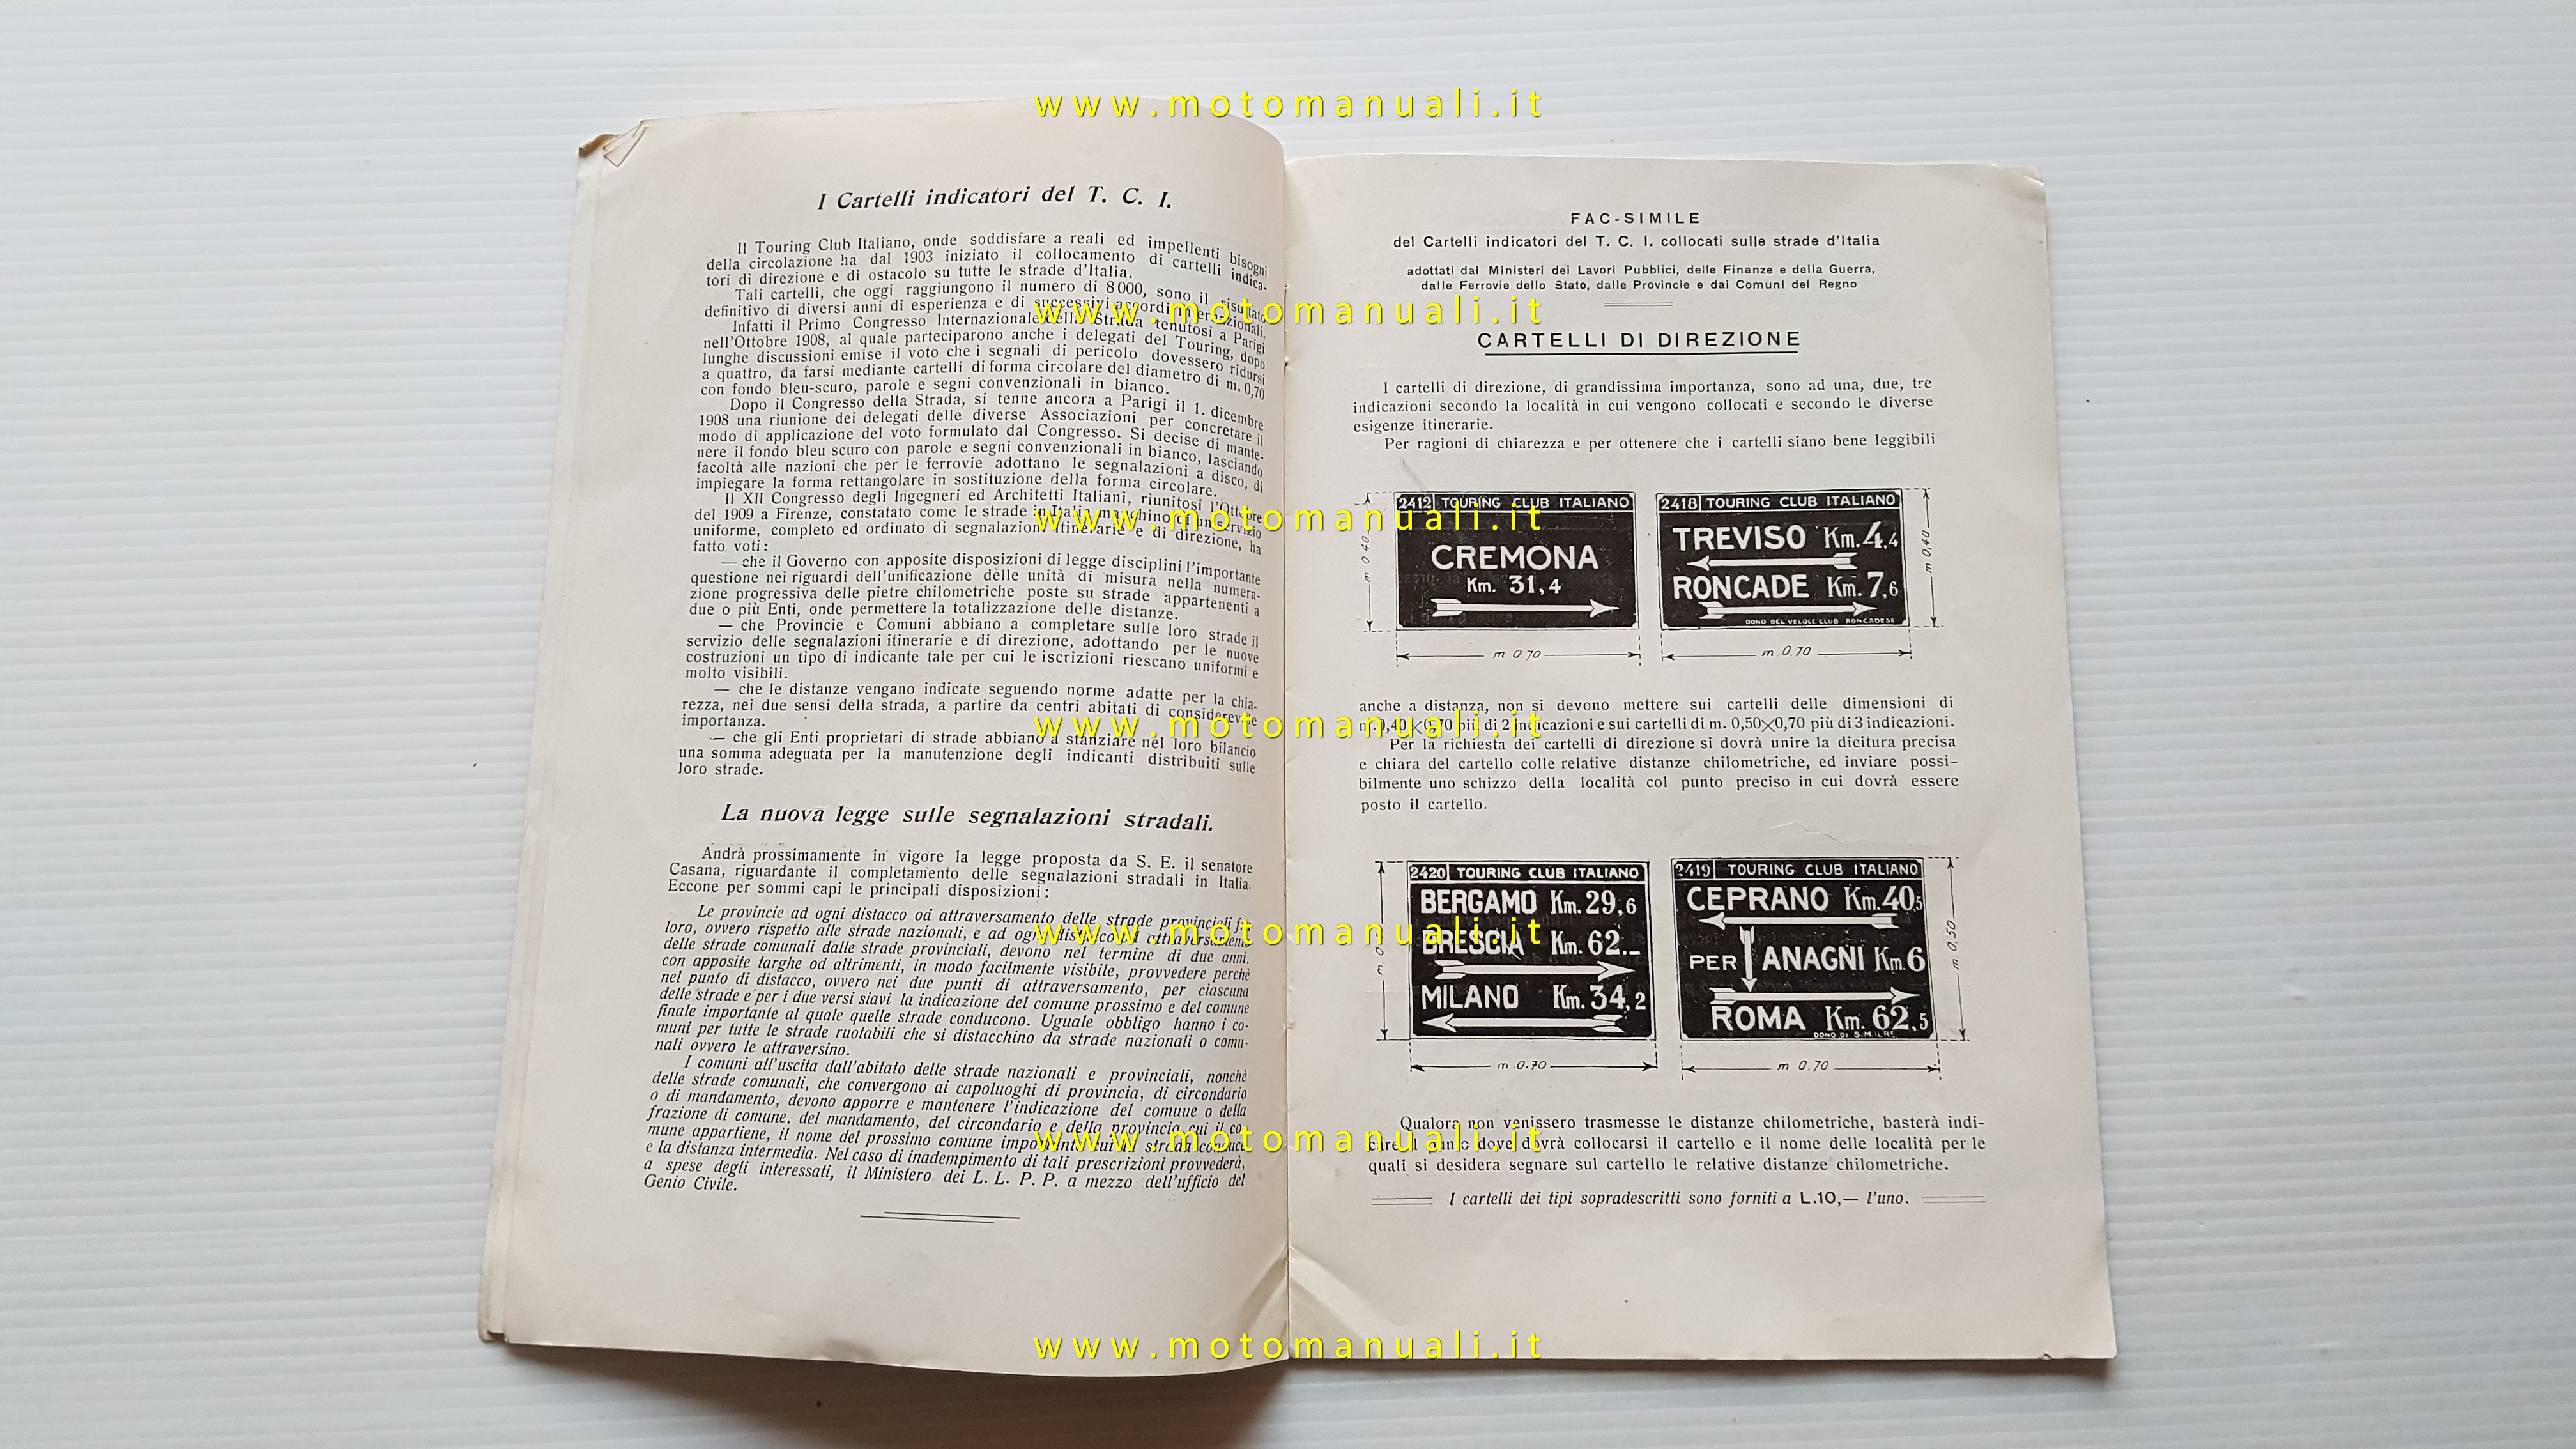 I Cartelli indicatori del T. C. I.
Il Touring Club Italiano, onde soddisfare a reali ed impellenti bisogni
della circolazione ha dal 1903 iniziato il collocamento di cartelli indica-
tori di direzione e di ostacolo su tutte le strade d'Italia.
Tali cartelli, che oggi raggiungono il numero di 8000, sono il risultato
definitivo di diversi anni di esperienza e di successivi accordi internazionali.
Infatti il Primo Congresso Internazionale della Strada tenutosi a Parigi
nell'Ottobre 1908, al quale parteciparono anche i delegati del Touring, dopo
lunghe discussioni emise il voto che i segnali di pericolo dovessero ridursi
a quattro, da farsi mediante cartelli di forma circolare del diametro di m. 0,70
con fondo bleu-scuro, parole e segni convenzionali in bianco.
Dopo il Congresso della Strada, si tenne ancora a Parigi il 1. dicembre
1908 una riunione dei delegati delle diverse Associazioni per concretare il
modo di applicazione del voto formulato dal Congresso. Si decise di mante-
nere il fondo bleu scuro con parole e segni convenzionali in bianco, lasciando
facoltà alle nazioni che per le ferrovie adottano le segnalazioni a disco, di
impiegare la forma rettangolare in sostituzione della forma circolare.
Il XII Congresso degli Ingegneri ed Architetti Italiani, riunitosi l'Ottobre
del 1909 a Firenze, constatato come le strade in Italia manchino di un servizio
uniforme, completo ed ordinato di segnalazioni itinerarie e di direzione, ha
fatto voti:
— che il Governo con apposite disposizioni di legge disciplini l'importante
questione nei riguardi dell'unificazione delle unità di misura nella numera-
zione progressiva delle pietre chilometriche poste su strade appartenenti a
due o più Enti, onde permettere la totalizzazione delle distanze.
— che Provincie e Comuni abbiano a completare sulle loro strade il
servizio delle segnalazioni itinerarie e di direzione, adottando per le nuove
costruzioni un tipo di indicante tale per cui le iscrizioni riescano uniformi e
molto visibili.
— che le distanze vengano indicate seguendo norme adatte per la chia-
rezza, nei due sensi della strada, a partire da centri abitati di considerevole
importanza.
— che gli Enti proprietari di strade abbiano a stanziare nel loro bilancio
una somma adeguata per la manutenzione degli indicanti distribuiti sulle
loro strade.
La nuova legge sulle segnalazioni stradali.
Andrà prossimamente in vigore la legge proposta da S. E. il senatore
Casana, riguardante il completamento delle segnalazioni stradali in Italia.
Eccone per sommi capi le principali disposizioni:
Le provincie ad ogni distacco od attraversamento delle strade provinciali fra
loro, ovvero rispetto alle strade nazionali, e ad ogni distacco od attraversamento
delle strade comunali dalle strade provinciali, devono nel termine di due anni,
con apposite targhe od altrimenti, in modo facilmente visibile, provvedere perchè
nel punto di distacco, ovvero nei due punti di attraversamento, per ciascuna
delle strade e per i due versi siavi la indicazione del comune prossimo e del comune
finale importante al quale quelle strade conducono. Uguale obbligo hanno i co-
muni per tutte le strade ruotabili che si distacchino da strade nazionali o comu-
nali ovvero le attraversino.
I comuni all'uscita dall'abitato delle strade nazionali e provinciali, nonchè
delle strade comunali, che convergono ai capoluoghi di provincia, di circondario
o di mandamento, devono apporre e mantenere l'indicazione del comuue o della
frazione di comune, del mandamento, del circondario e della provincia cui il co-
mune appartiene, il nome del prossimo comune importante cui la strada conduce
e la distanza intermedia. Nel caso di inadempimento di tali prescrizioni provvederà,
a spese degli interessati, il Ministero dei L. L. P. P. a mezzo dell'ufficio del
Genio Civile.
FAC-SIMILE
del Cartelli indicatori del T. C. I. collocati sulle strade d'Italia
adottati dai Ministeri dei Lavori Pubblici, delle Finanze e della Guerra,
dalle Ferrovie dello Stato, dalle Provincie e dai Comuni del Regno
CARTELLI DI DIREZIONE
I cartelli di direzione, di grandissima importanza, sono ad una, due, tre
indicazioni secondo la località in cui vengono collocati e secondo le diverse
esigenze itinerarie.
Per ragioni di chiarezza e per ottenere che i cartelli siano bene leggibili
2412 TOURING CLUB ITALIANO
CREMONA
Km. 31,4
m 0 40
m 0 70
2418 TOURING CLUB ITALIANO
TREVISO Km. 4,4
RONCADE Km. 7,6
DONO DEL VELOCE CLUB RONCADESE
m 0,40
m 0.70
anche a distanza, non si devono mettere sui cartelli delle dimensioni di
m. 0,40×0,70 più di 2 indicazioni e sui cartelli di m. 0,50×0,70 più di 3 indicazioni.
Per la richiesta dei cartelli di direzione si dovrà unire la dicitura precisa
e chiara del cartello colle relative distanze chilometriche, ed inviare possi-
bilmente uno schizzo della località col punto preciso in cui dovrà essere
posto il cartello.
2420 TOURING CLUB ITALIANO
BERGAMO Km. 29,6
BRESCIA Km. 62._
MILANO Km. 34,2
m 0
m 0.70
2419 TOURING CLUB ITALIANO
CEPRANO Km. 40,5
PER ANAGNI Km. 6
ROMA Km. 62,5
DONO DI S.M. IL RE
m 0,50
m 0.70
Qualora non venissero trasmesse le distanze chilometriche, basterà indi-
care il punto dove dovrà collocarsi il cartello e il nome delle località per le
quali si desidera segnare sul cartello le relative distanze chilometriche.
I cartelli dei tipi sopradescritti sono forniti a L.10,— l'uno.
www.motomanuali.it
www.motomanuali.it
www.motomanuali.it
www.motomanuali.it
www.motomanuali.it
www.motomanuali.it
www.motomanuali.it